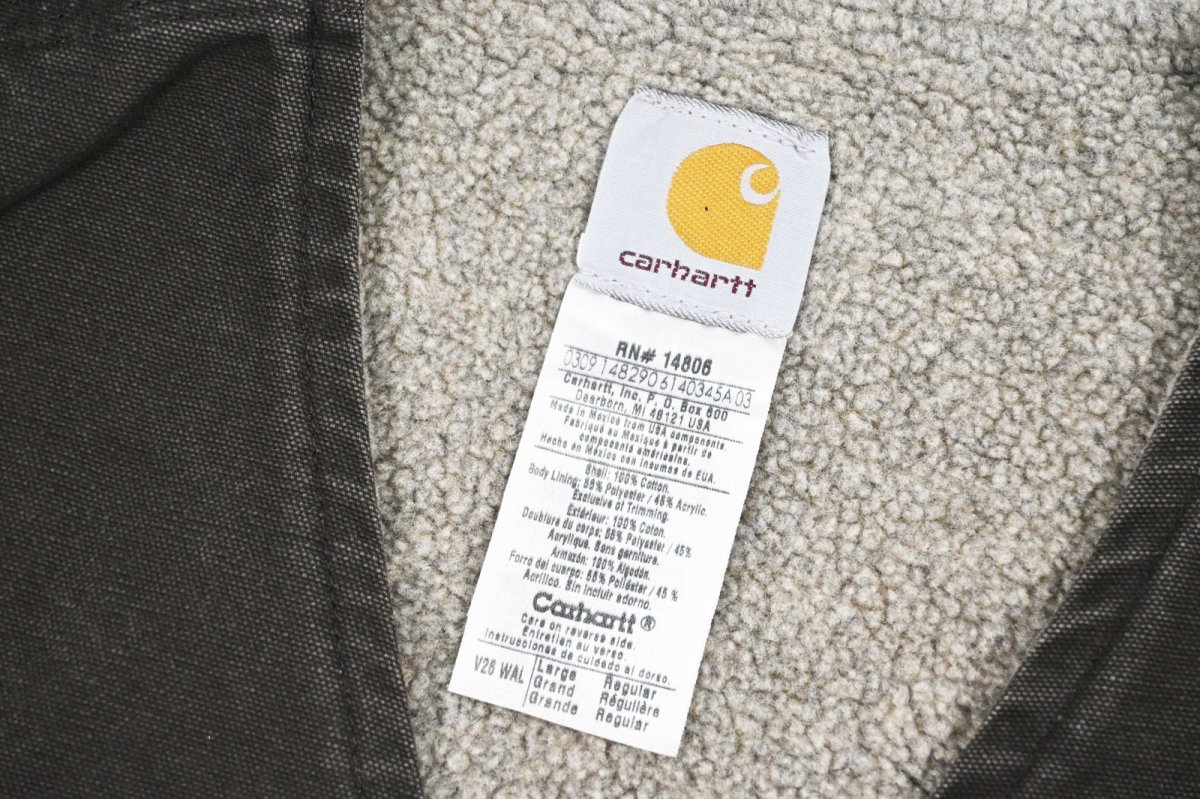 carhartt
RN# 14806
03091482906140345A 03
Carhartt, Inc. P. O. Box 600
Dearborn, MI 48121 USA
Made in Mexico from USA components.
Fabriqué au Mexique à partir de
composants américains.
Hecho en México con insumos de EUA.
Shell: 100% Cotton.
Body Lining: 55% Polyester / 45% Acrylic.
Exclusive of Trimming.
Extérieur: 100% Coton.
Doublure du corps: 55% Polyester / 45%
Acrylique. Sans garniture.
Armazón: 100% Algodón.
Forro del cuerpo: 55% Poliéster / 45 %
Acrílico. Sin incluir adorno.
Carhartt®
Care on reverse side.
Entretien au verso.
Instrucciones de cuidado al dorso.
V26 WAL Large Regular
Grand Régulière
Grande Regular